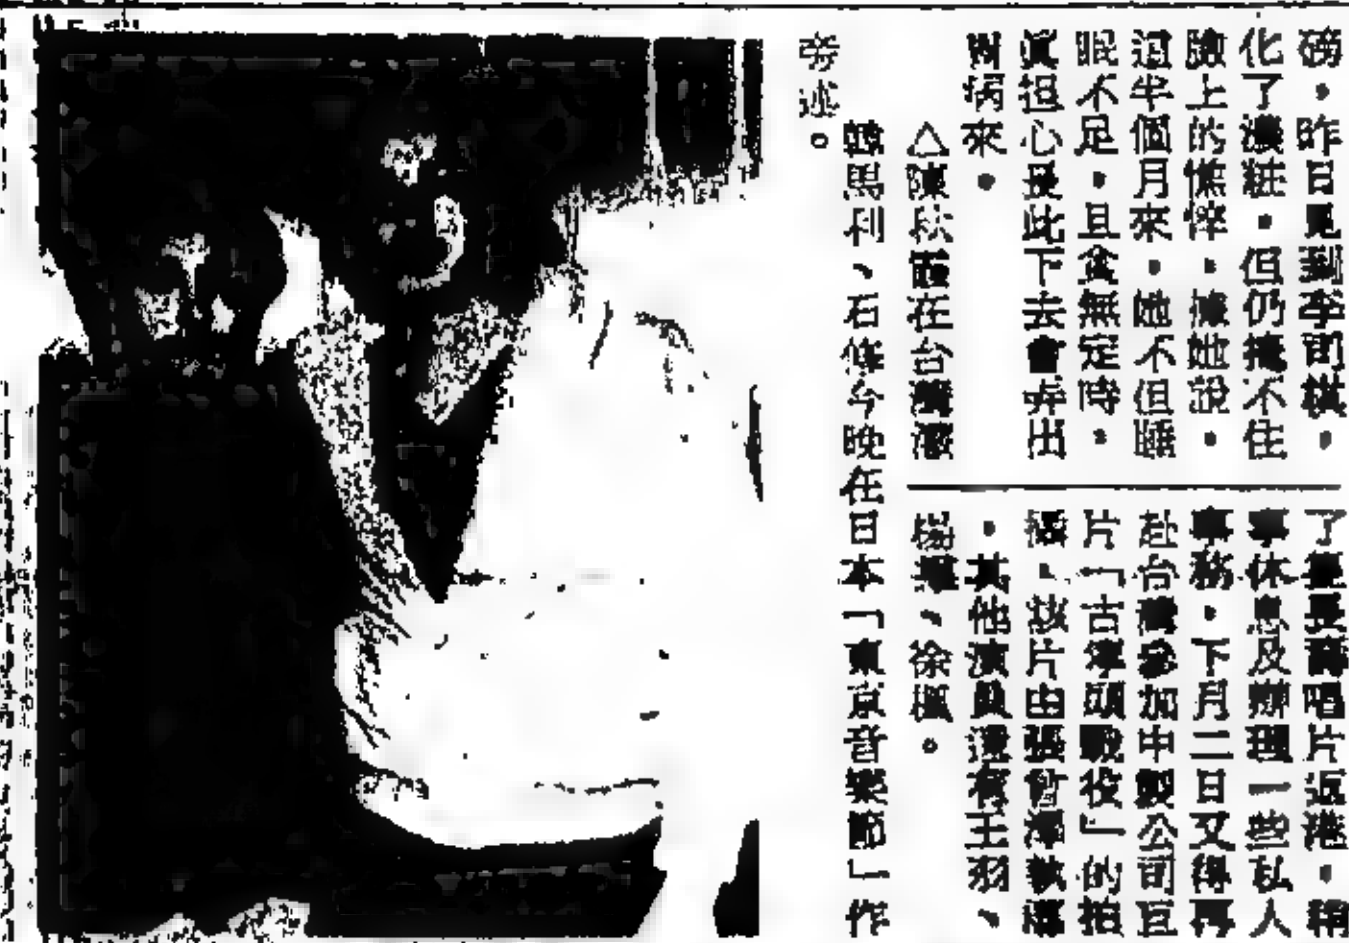 磅，昨日見到李司棋，
化了濃粧，但仍掩不住
臉上的憔悴，據她說，
這半個月來，她不但睡
眠不足，且食無定時，
眞担心長此下去會弄出
胃病來。
△陳秋霞在台灣灌
了壹長壽唱片返港，稍
事休息及辦理一些私人
事務，下月二日又得再
赴台灣參加中製公司巨
片「古寧頭戰役」的拍
攝，該片由張曾澤執導
，其他演員還有王羽、
楊羣、徐楓。
韓馬利、石修今晚在日本「東京音樂節」作
旁述。